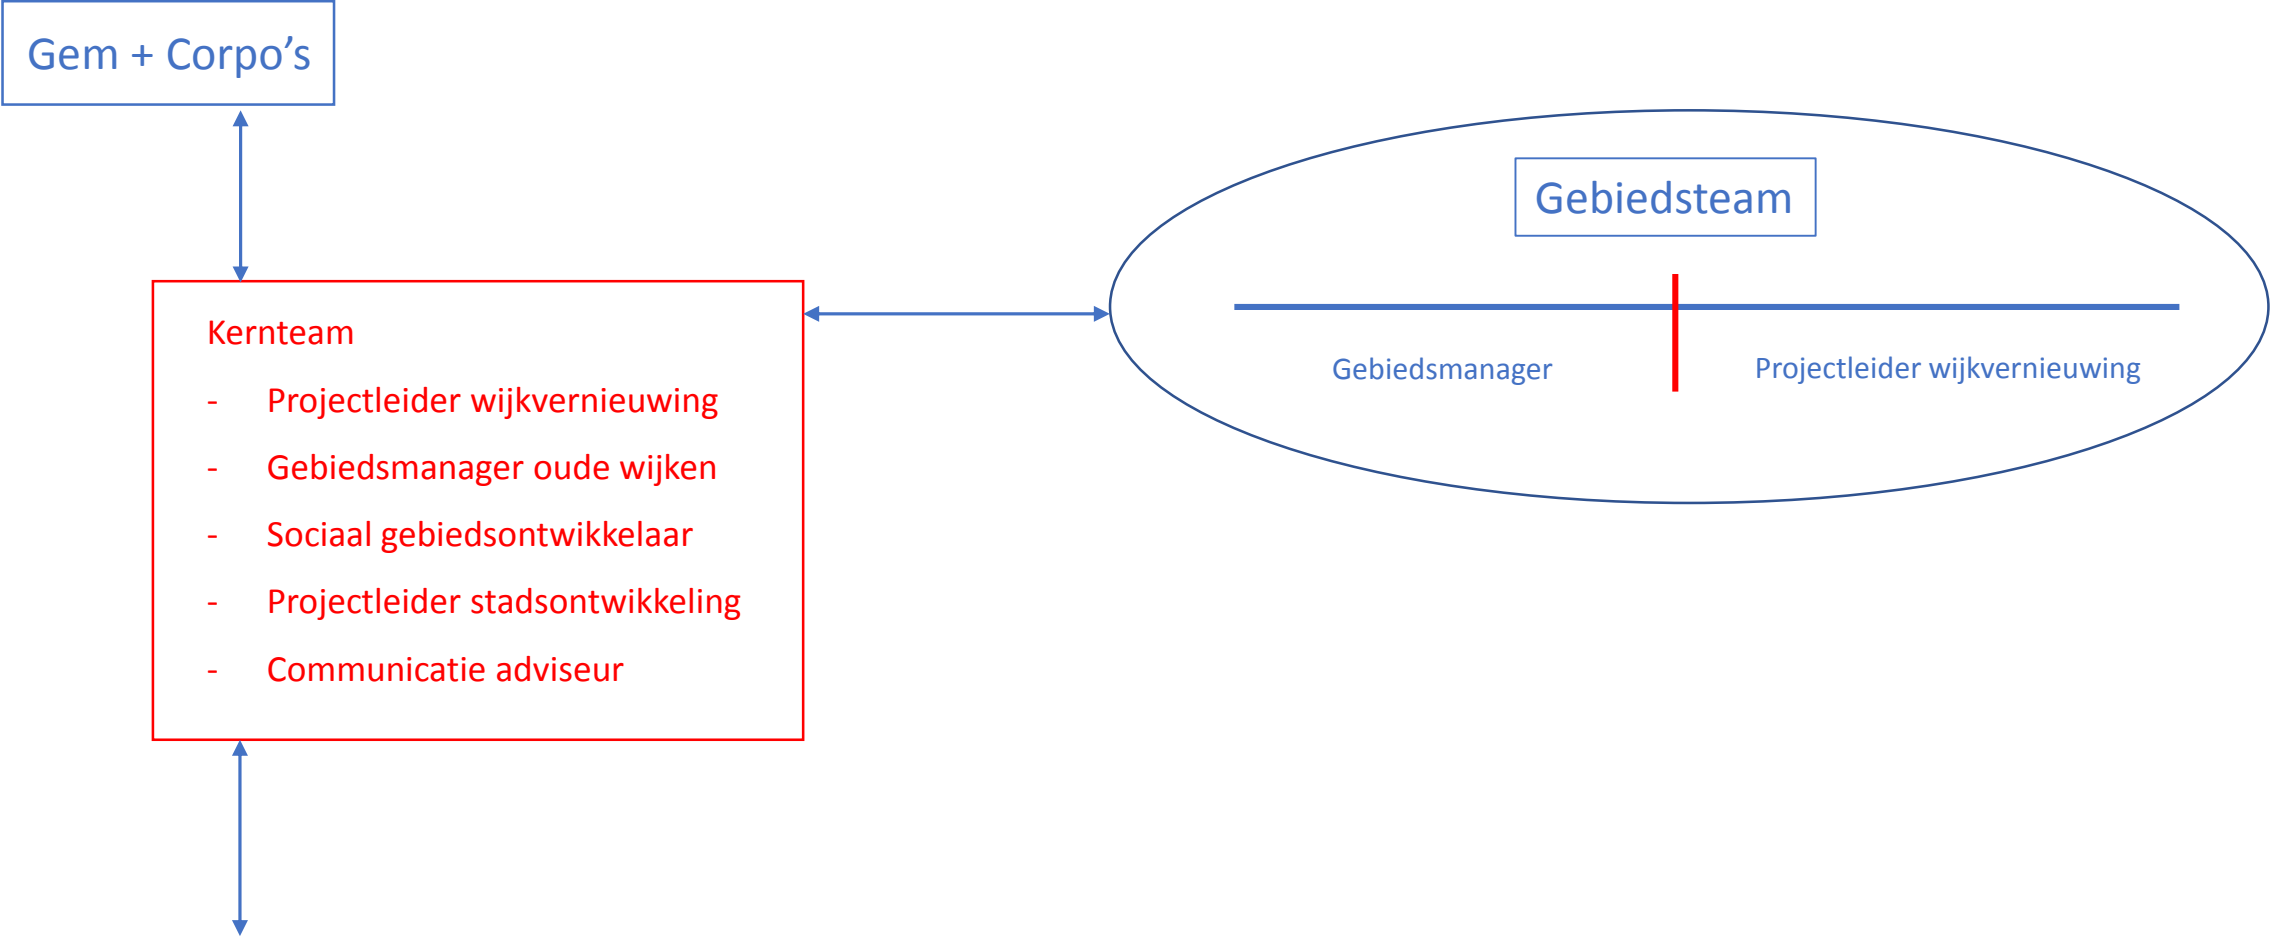 Gem + Corpo’s
Kernteam
- Projectleider wijkvernieuwing
- Gebiedsmanager oude wijken
- Sociaal gebiedsontwikkelaar
- Projectleider stadsontwikkeling
- Communicatie adviseur
Gebiedsteam
Gebiedsmanager
Projectleider wijkvernieuwing